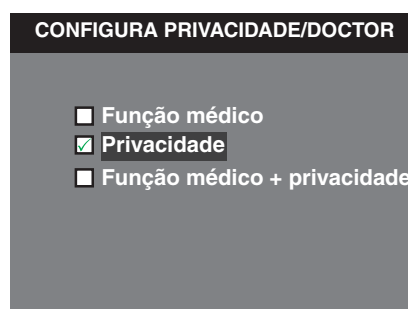 CONFIGURA PRIVACIDADE/DOCTOR
Função médico
Privacidade
Função médico + privacidade